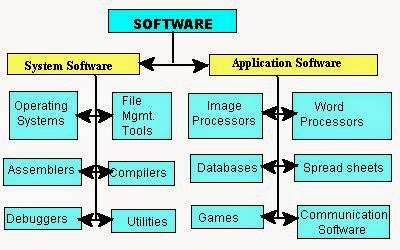 SOFTWARE
System Software
Application Software
Operating
Systems
File
Mgmt.
Tools
Image
Processors
Word
Processors
Assemblers
Compilers
Databases
Spread sheets
Debuggers
Utilities
Games
Communication
Software